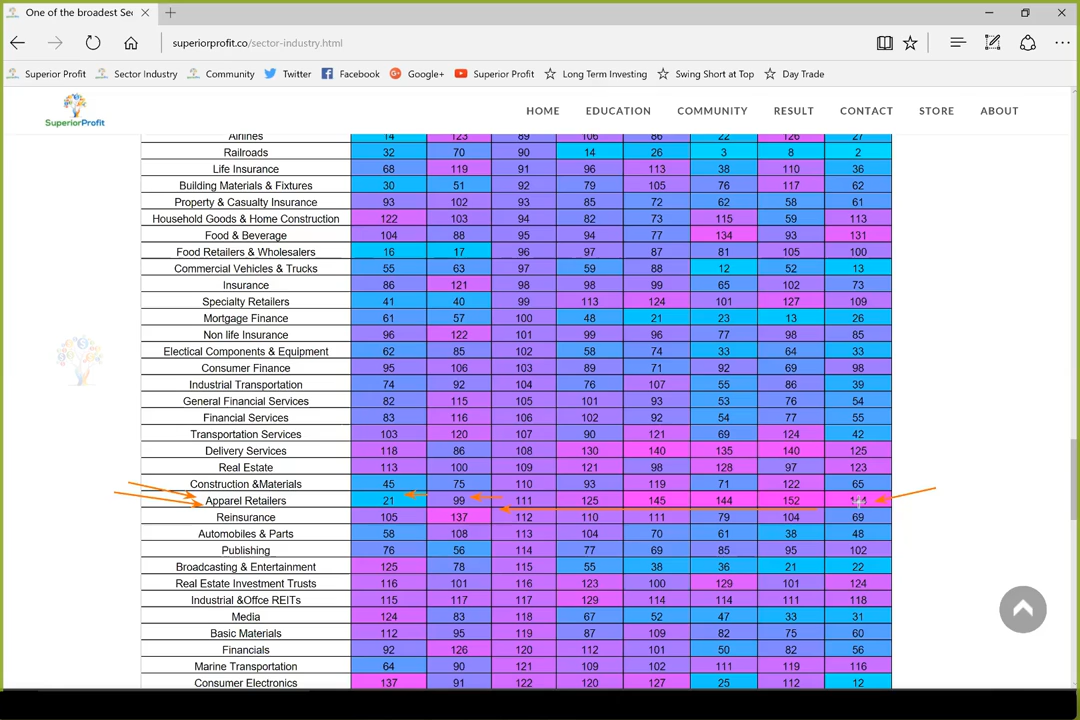 One of the broadest Sec
superiorprofit.co/sector-industry.html
Superior Profit Sector Industry Community Twitter Facebook Google+ Superior Profit Long Term Investing Swing Short at Top Day Trade
SuperiorProfit
HOME EDUCATION COMMUNITY RESULT CONTACT STORE ABOUT
Airlines 14 123 89 106 86 22 126 27
Railroads 32 70 90 14 26 3 8 2
Life Insurance 68 119 91 96 113 38 110 36
Building Materials & Fixtures 30 51 92 79 105 76 117 62
Property & Casualty Insurance 93 102 93 85 72 62 58 61
Household Goods & Home Construction 122 103 94 82 73 115 59 113
Food & Beverage 104 88 95 94 77 134 93 131
Food Retailers & Wholesalers 16 17 96 97 87 81 105 100
Commercial Vehicles & Trucks 55 63 97 59 88 12 52 13
Insurance 86 121 98 98 99 65 102 73
Specialty Retailers 41 40 99 113 124 101 127 109
Mortgage Finance 61 57 100 48 21 23 13 26
Non life Insurance 96 122 101 99 96 77 98 85
Electical Components & Equipment 62 85 102 58 74 33 64 33
Consumer Finance 95 106 103 89 71 92 69 98
Industrial Transportation 74 92 104 76 107 55 86 39
General Financial Services 82 115 105 101 93 53 76 54
Financial Services 83 116 106 102 92 54 77 55
Transportation Services 103 120 107 90 121 69 124 42
Delivery Services 118 86 108 130 140 135 140 125
Real Estate 113 100 109 121 98 128 97 123
Construction &Materials 45 75 110 93 119 71 122 65
Apparel Retailers 21 99 111 125 145 144 152
Reinsurance 105 137 112 110 111 79 104 69
Automobiles & Parts 58 108 113 104 70 61 38 48
Publishing 76 56 114 77 69 85 95 102
Broadcasting & Entertainment 125 78 115 55 38 36 21 22
Real Estate Investment Trusts 116 101 116 123 100 129 101 124
Industrial &Offce REITs 115 117 117 129 114 114 111 118
Media 124 83 118 67 52 47 33 31
Basic Materials 112 95 119 87 109 82 75 60
Financials 92 126 120 112 101 50 82 56
Marine Transportation 64 90 121 109 102 111 119 116
Consumer Electronics 137 91 122 120 127 25 112 12